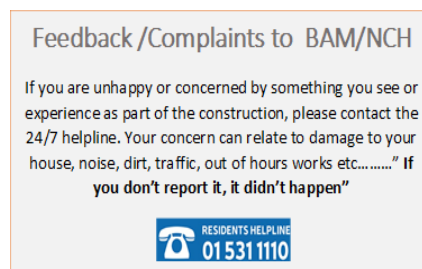 Feedback /Complaints to BAM/NCH
If you are unhappy or concerned by something you see or
experience as part of the construction, please contact the
24/7 helpline. Your concern can relate to damage to your
house, noise, dirt, traffic, out of hours works etc………” If
you don’t report it, it didn’t happen”
RESIDENTS HELPLINE
01 531 1110